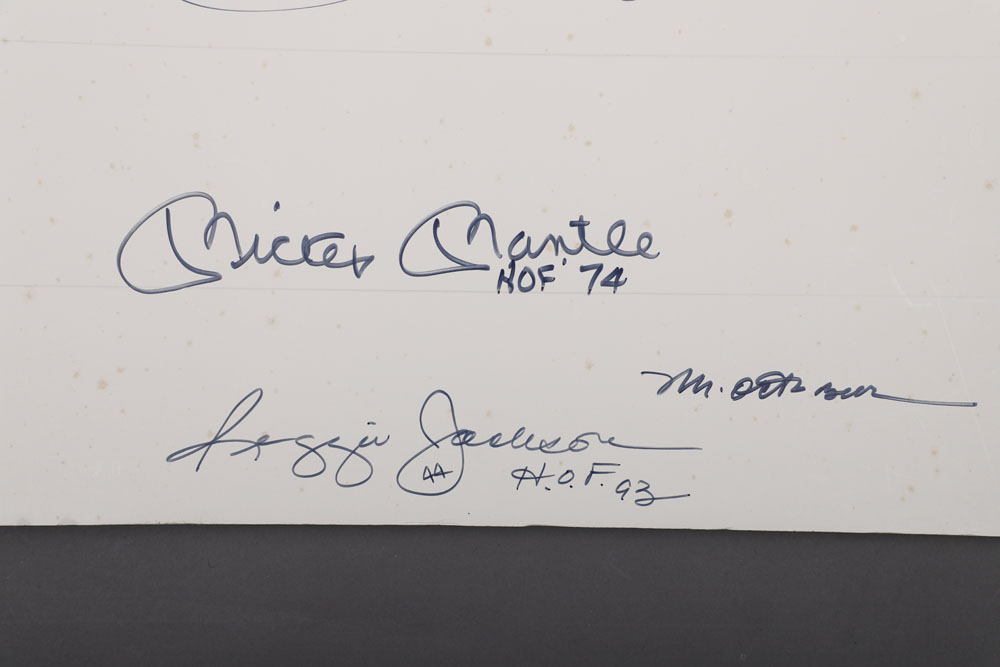 Mickey Mantle
HOF 74
Reggie Jackson
44 H.O.F. 93